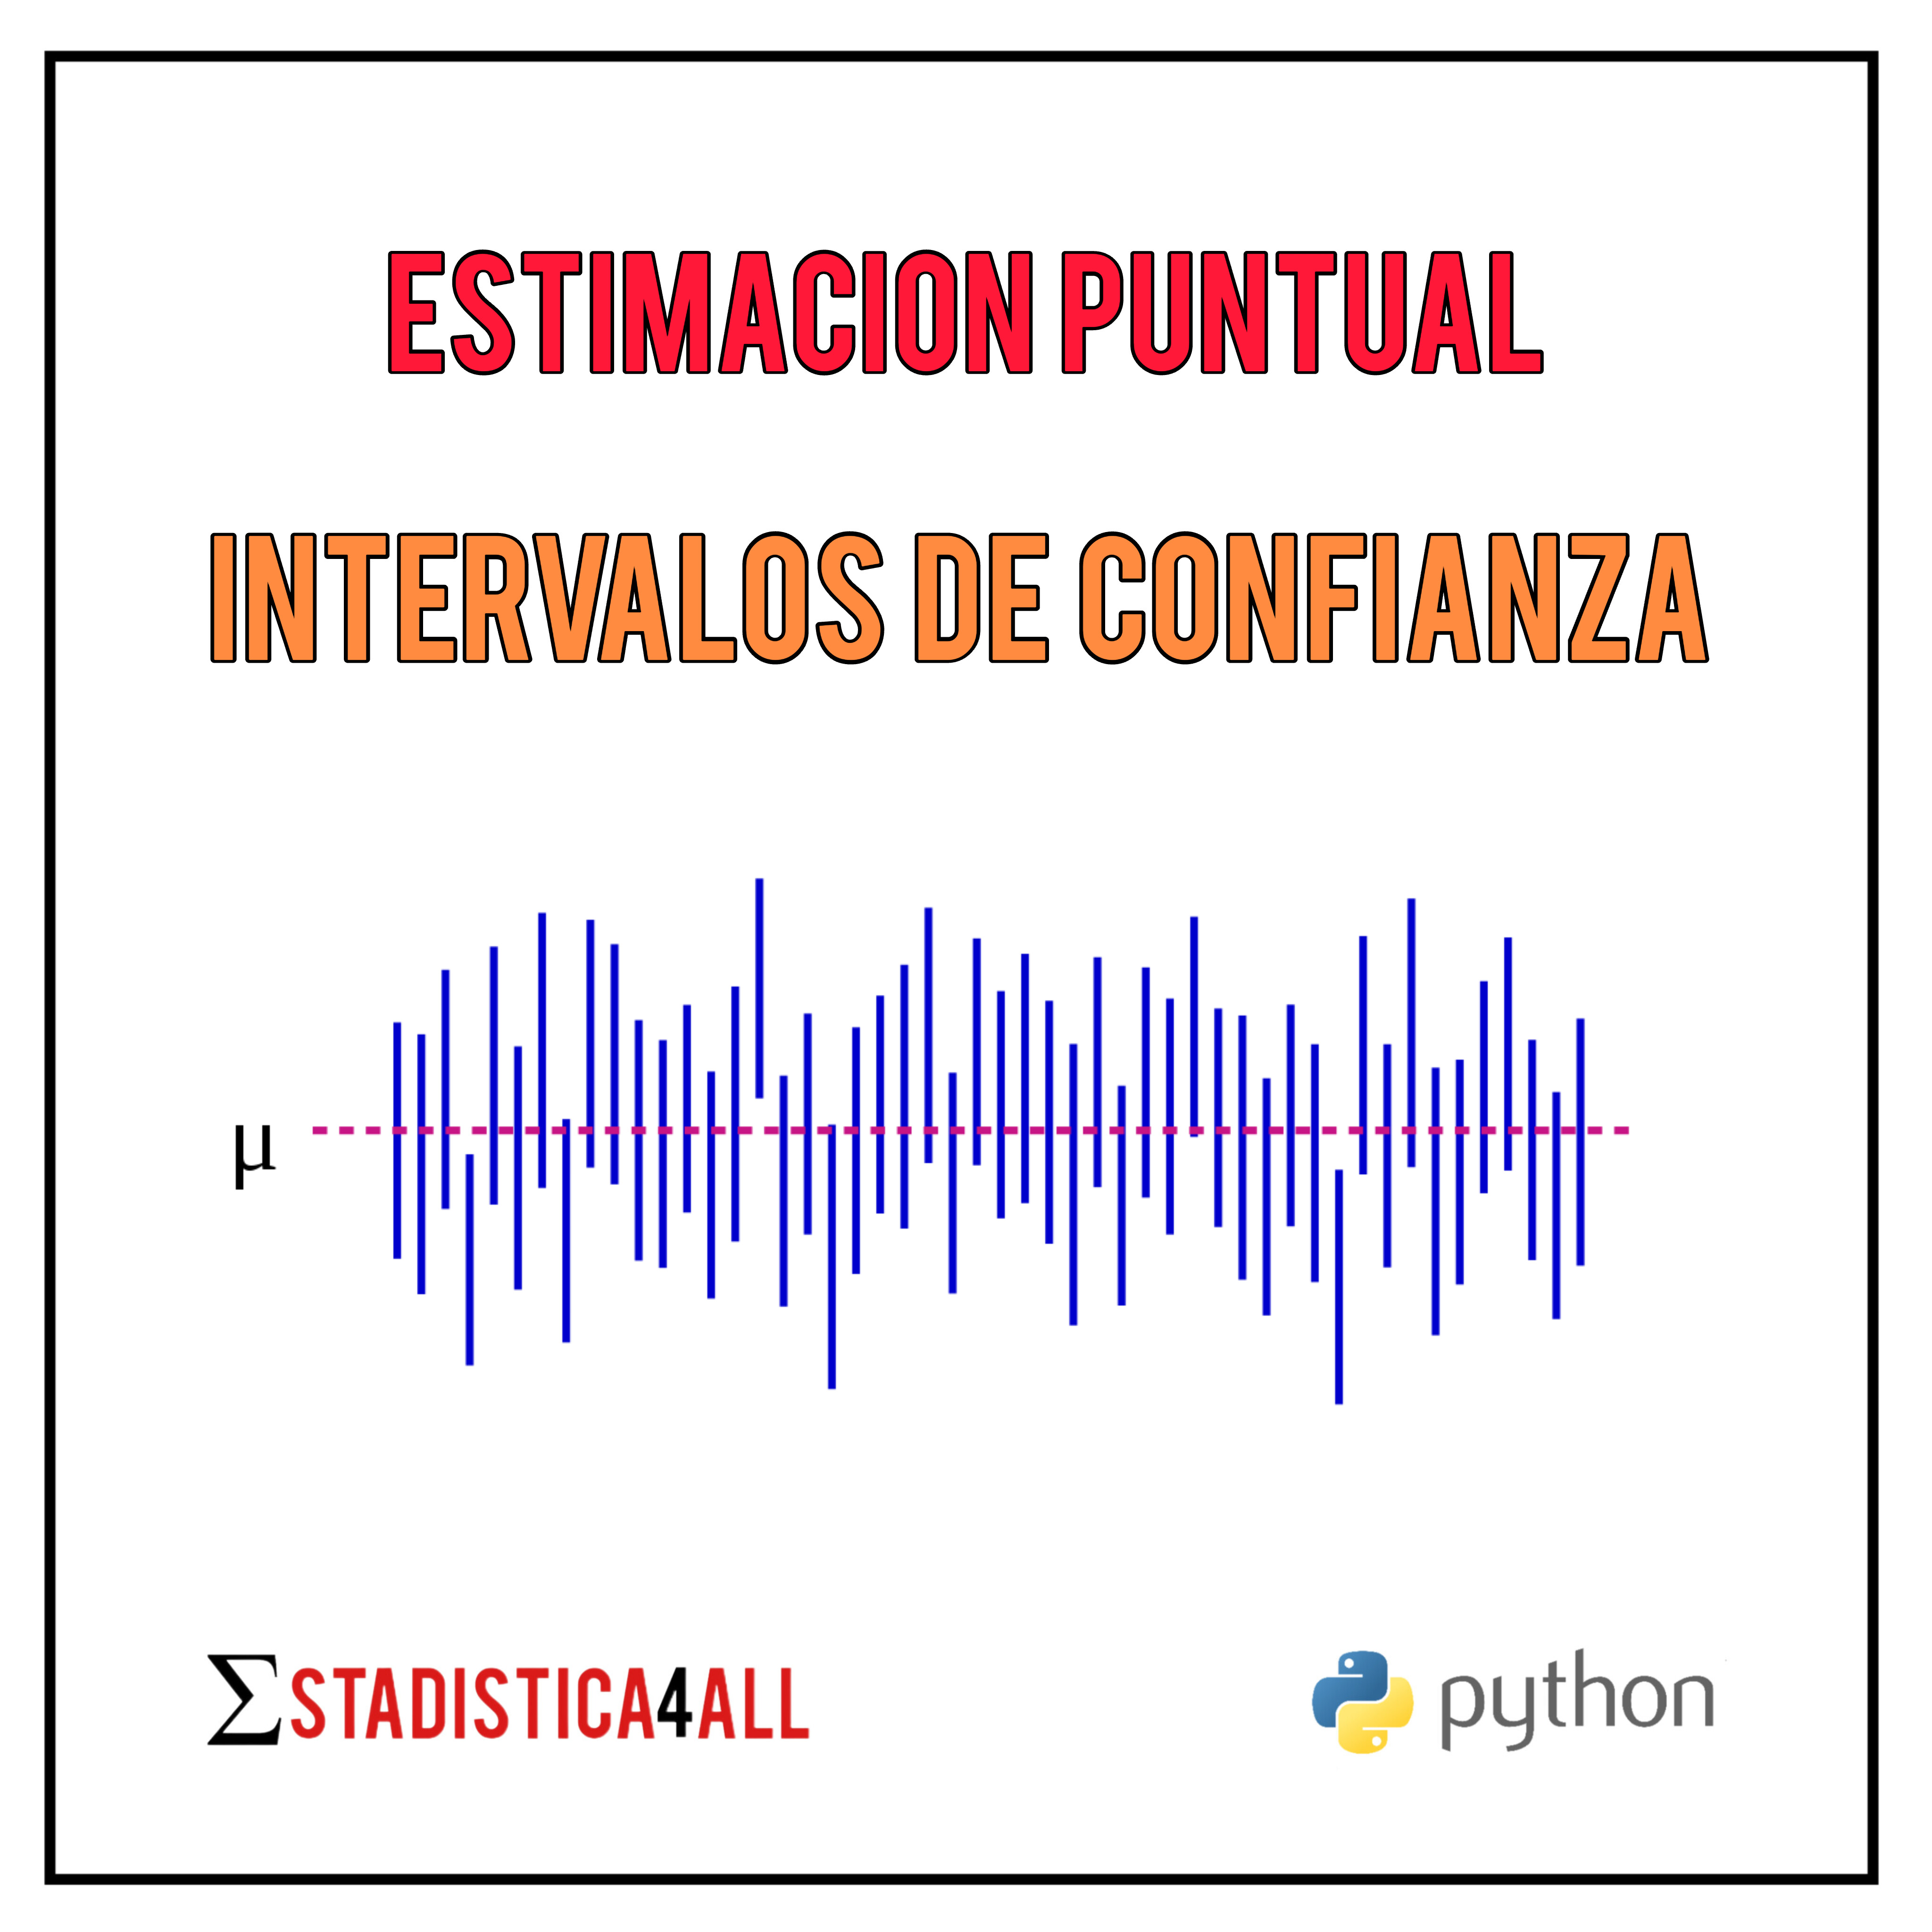 ESTIMACION PUNTUAL
INTERVALOS DE CONFIANZA
μ
ΣSTADISTICA4ALL
python